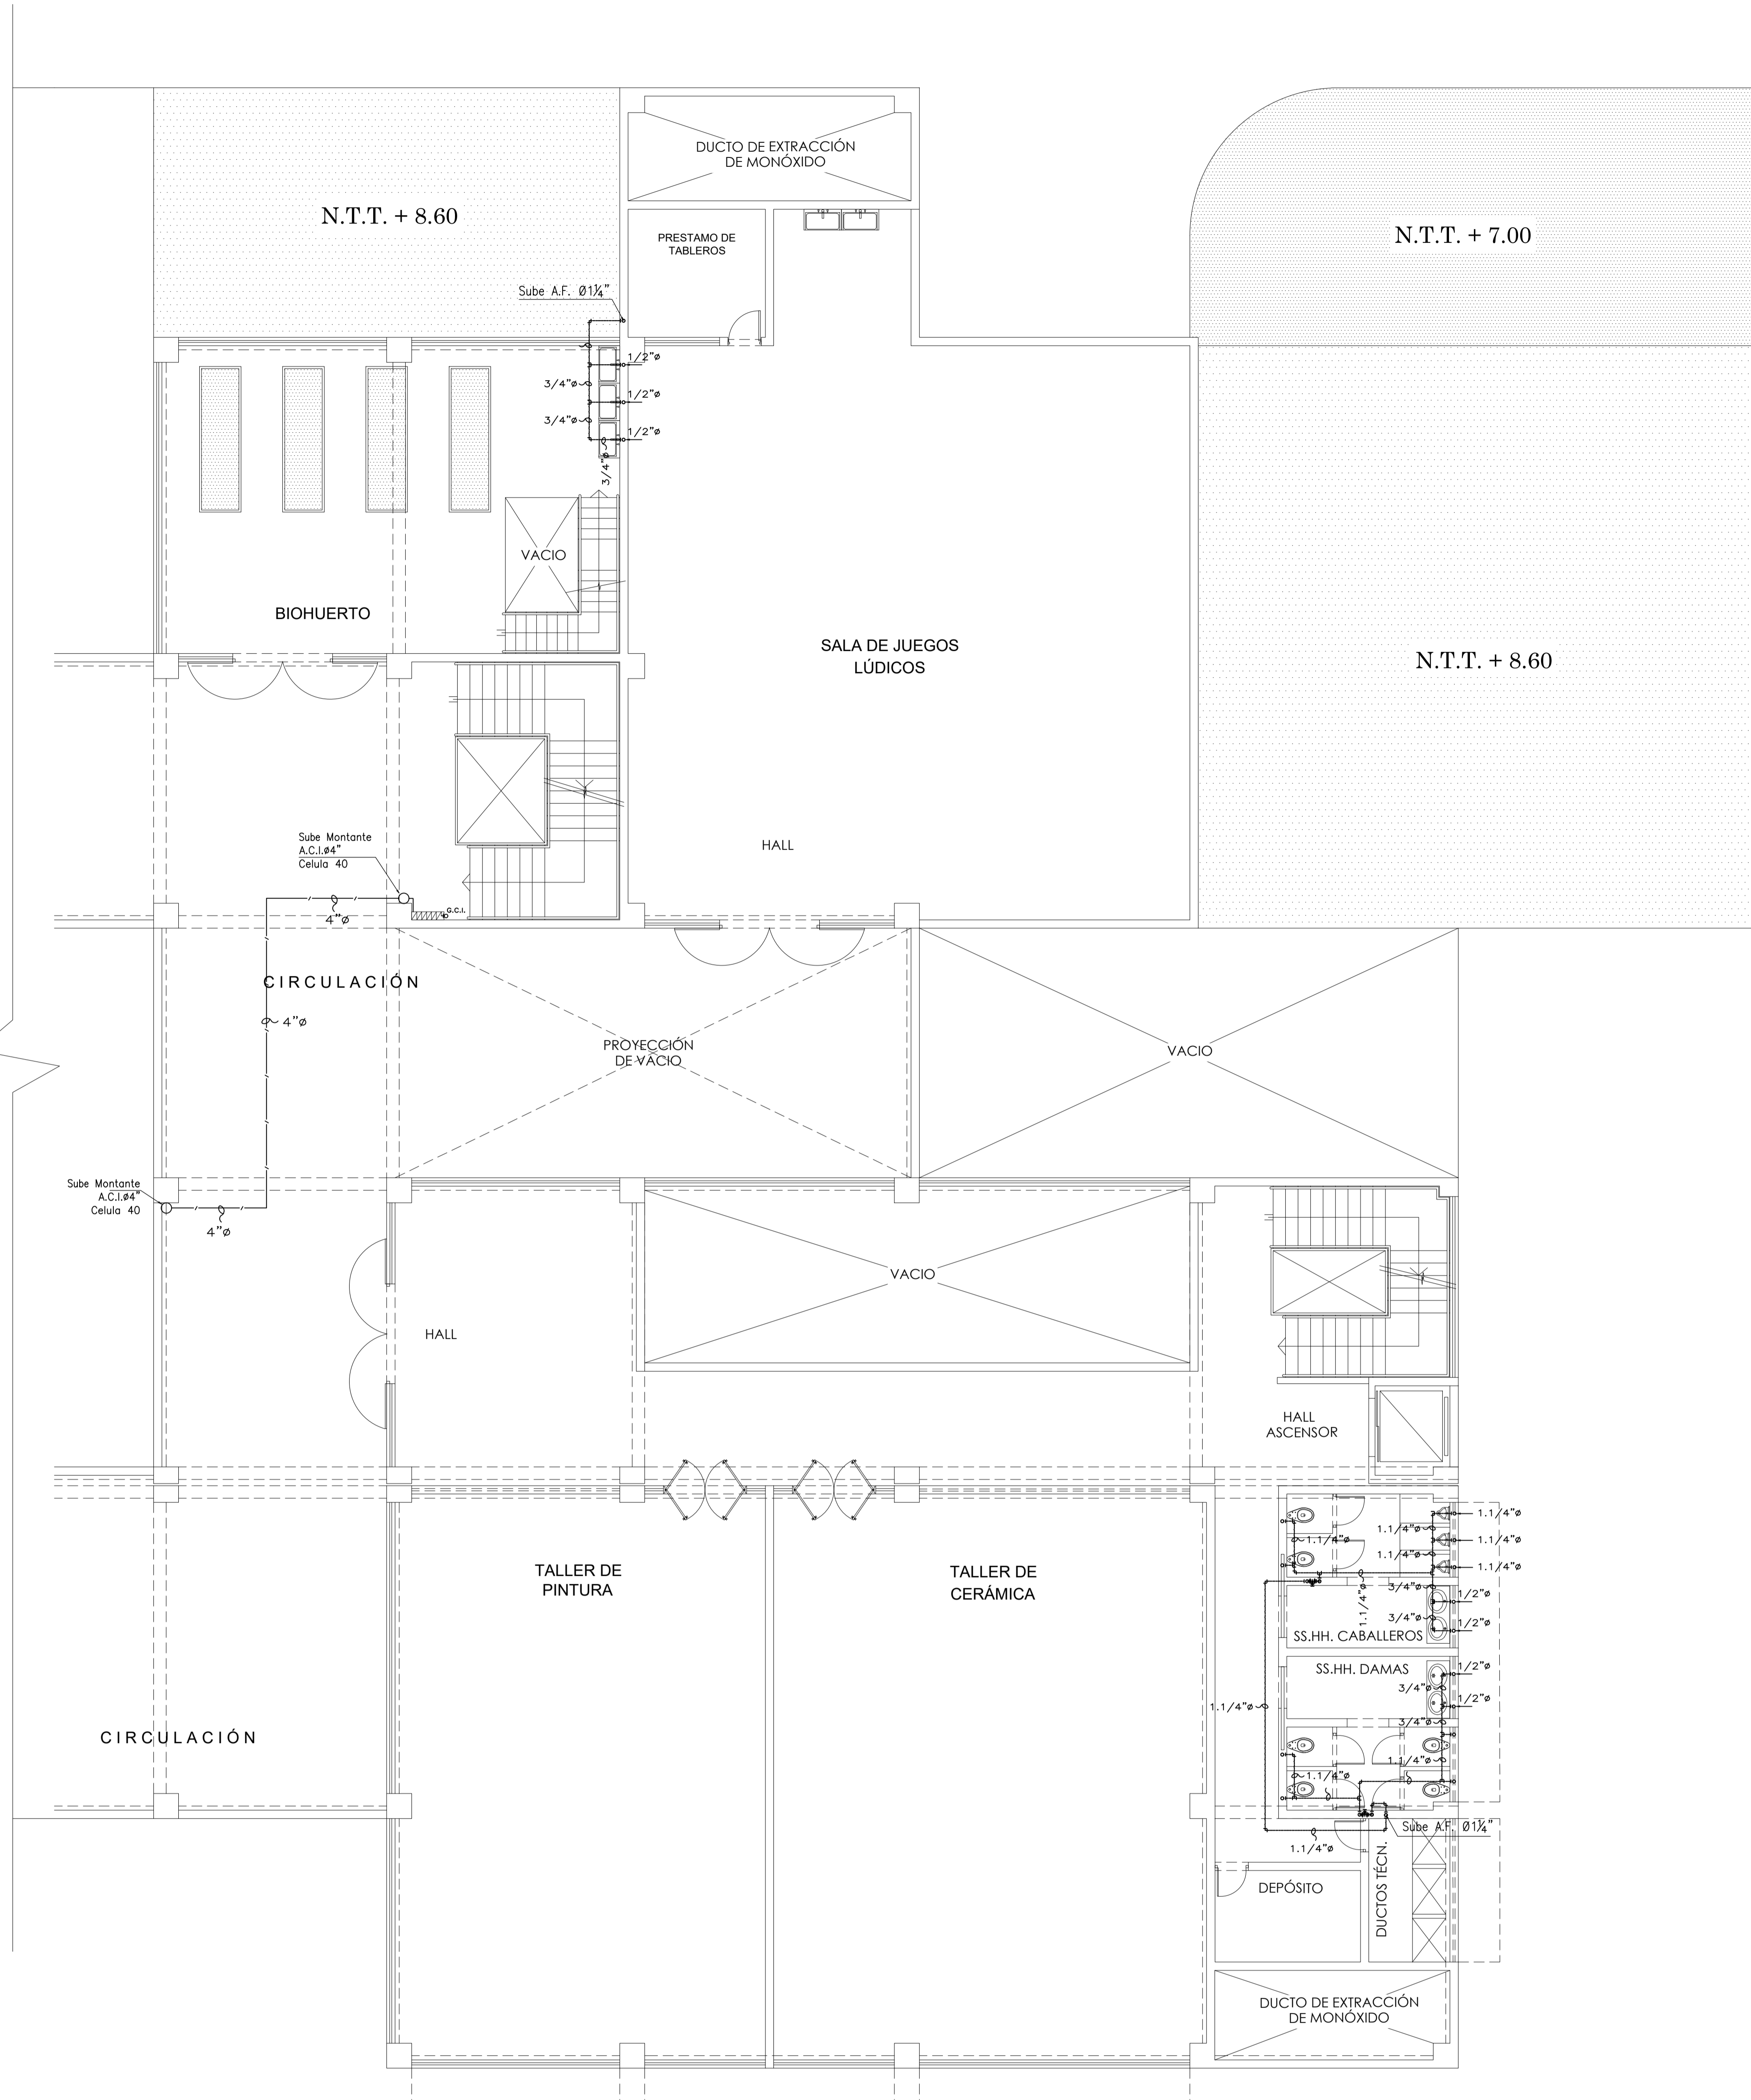 DUCTO DE EXTRACCIÓN
DE MONÓXIDO
N.T.T. + 8.60
N.T.T. + 7.00
PRESTAMO DE
TABLEROS
Sube A.F. Ø1¼"
1/2"ø
3/4"ø
1/2"ø
3/4"ø
1/2"ø
3/4"ø
VACIO
BIOHUERTO
SALA DE JUEGOS
LÚDICOS
N.T.T. + 8.60
Sube Montante
A.C.I.ø4"
Celula 40
HALL
G.C.I.
4"ø
CIRCULACIÓN
4"ø
PROYECCIÓN
DE VACIO
VACIO
Sube Montante
A.C.I.ø4"
Celula 40
4"ø
VACIO
HALL
HALL
ASCENSOR
1.1/4"ø
1.1/4"ø
1.1/4"ø
1.1/4"ø
1.1/4"ø
1.1/4"ø
TALLER DE
PINTURA
TALLER DE
CERÁMICA
1.1/4"ø
3/4"ø
1/2"ø
3/4"ø
1/2"ø
SS.HH. CABALLEROS
SS.HH. DAMAS
1/2"ø
3/4"ø
1/2"ø
1.1/4"ø
3/4"ø
CIRCULACIÓN
1.1/4"ø
1.1/4"ø
Sube A.F. Ø1¼"
1.1/4"ø
DEPÓSITO
DUCTOS TÉCN.
DUCTO DE EXTRACCIÓN
DE MONÓXIDO